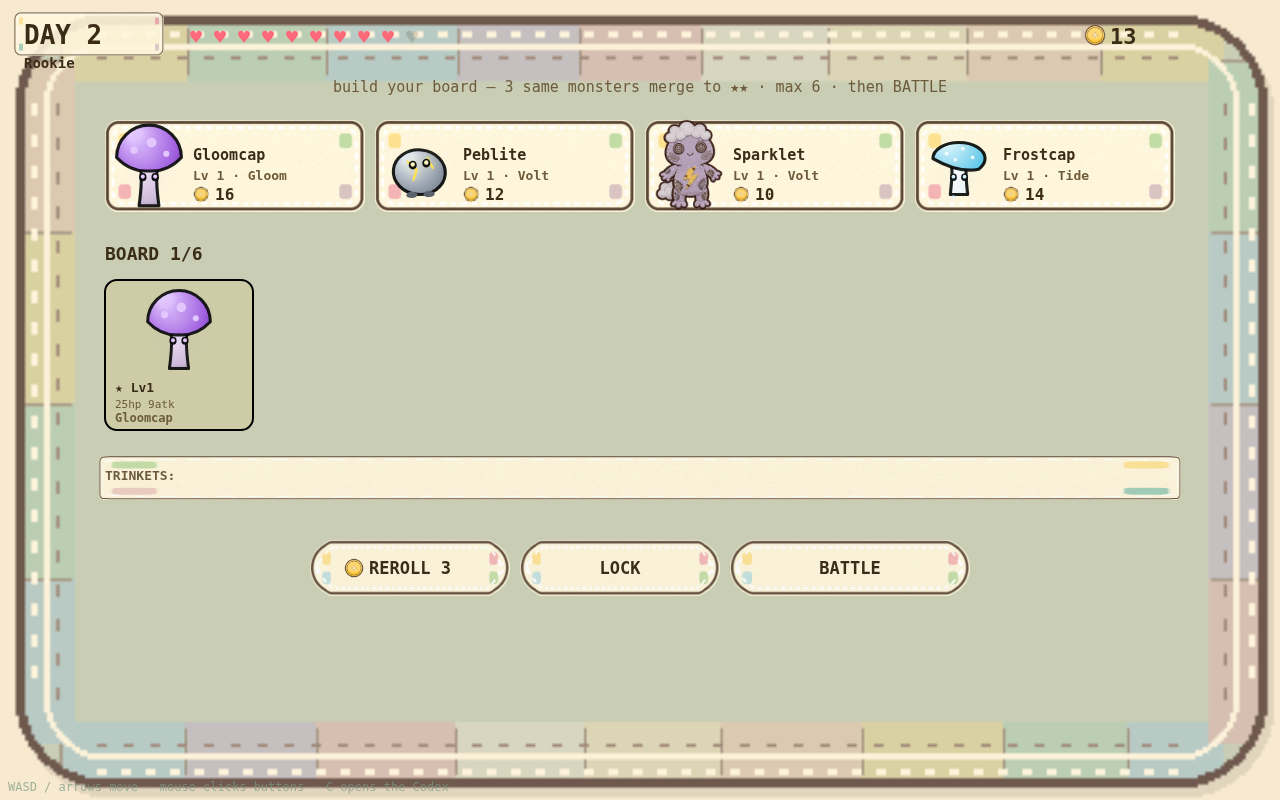 DAY 2
13
Rookie
build your board — 3 same monsters merge to ★★ · max 6 · then BATTLE
Gloomcap
Lv 1 · Gloom
16
Peblite
Lv 1 · Volt
12
Sparklet
Lv 1 · Volt
10
Frostcap
Lv 1 · Tide
14
BOARD 1/6
★ Lv1
25hp 9atk
Gloomcap
TRINKETS:
REROLL 3
LOCK
BATTLE
WASD / arrows move · mouse clicks buttons · C opens the Codex